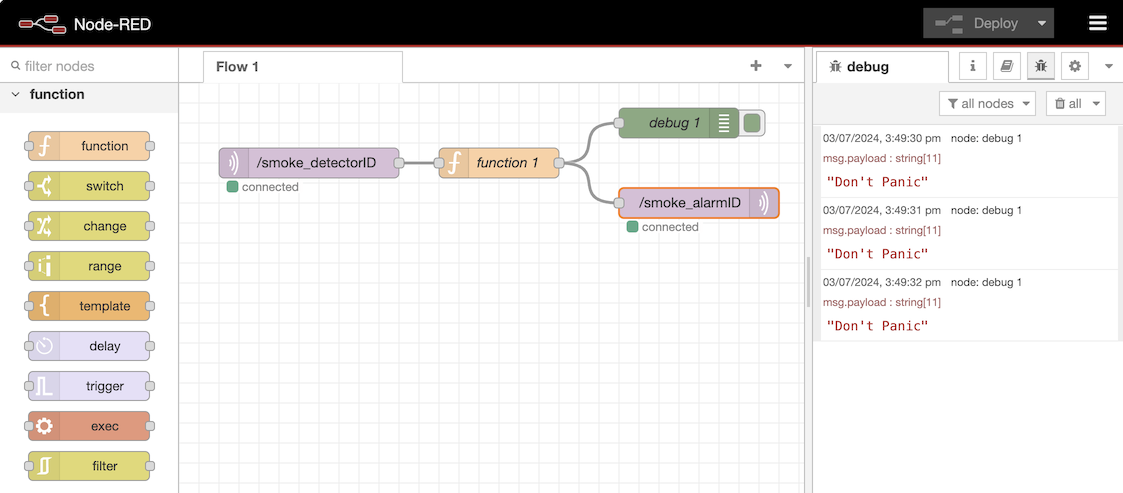 Node-RED
Deploy
filter nodes
Flow 1
debug
function
all nodes
all
function
switch
change
range
template
delay
trigger
exec
filter
/smoke_detectorID
connected
function 1
debug 1
/smoke_alarmID
connected
03/07/2024, 3:49:30 pm node: debug 1
msg.payload : string[11]
"Don't Panic"
03/07/2024, 3:49:31 pm node: debug 1
msg.payload : string[11]
"Don't Panic"
03/07/2024, 3:49:32 pm node: debug 1
msg.payload : string[11]
"Don't Panic"